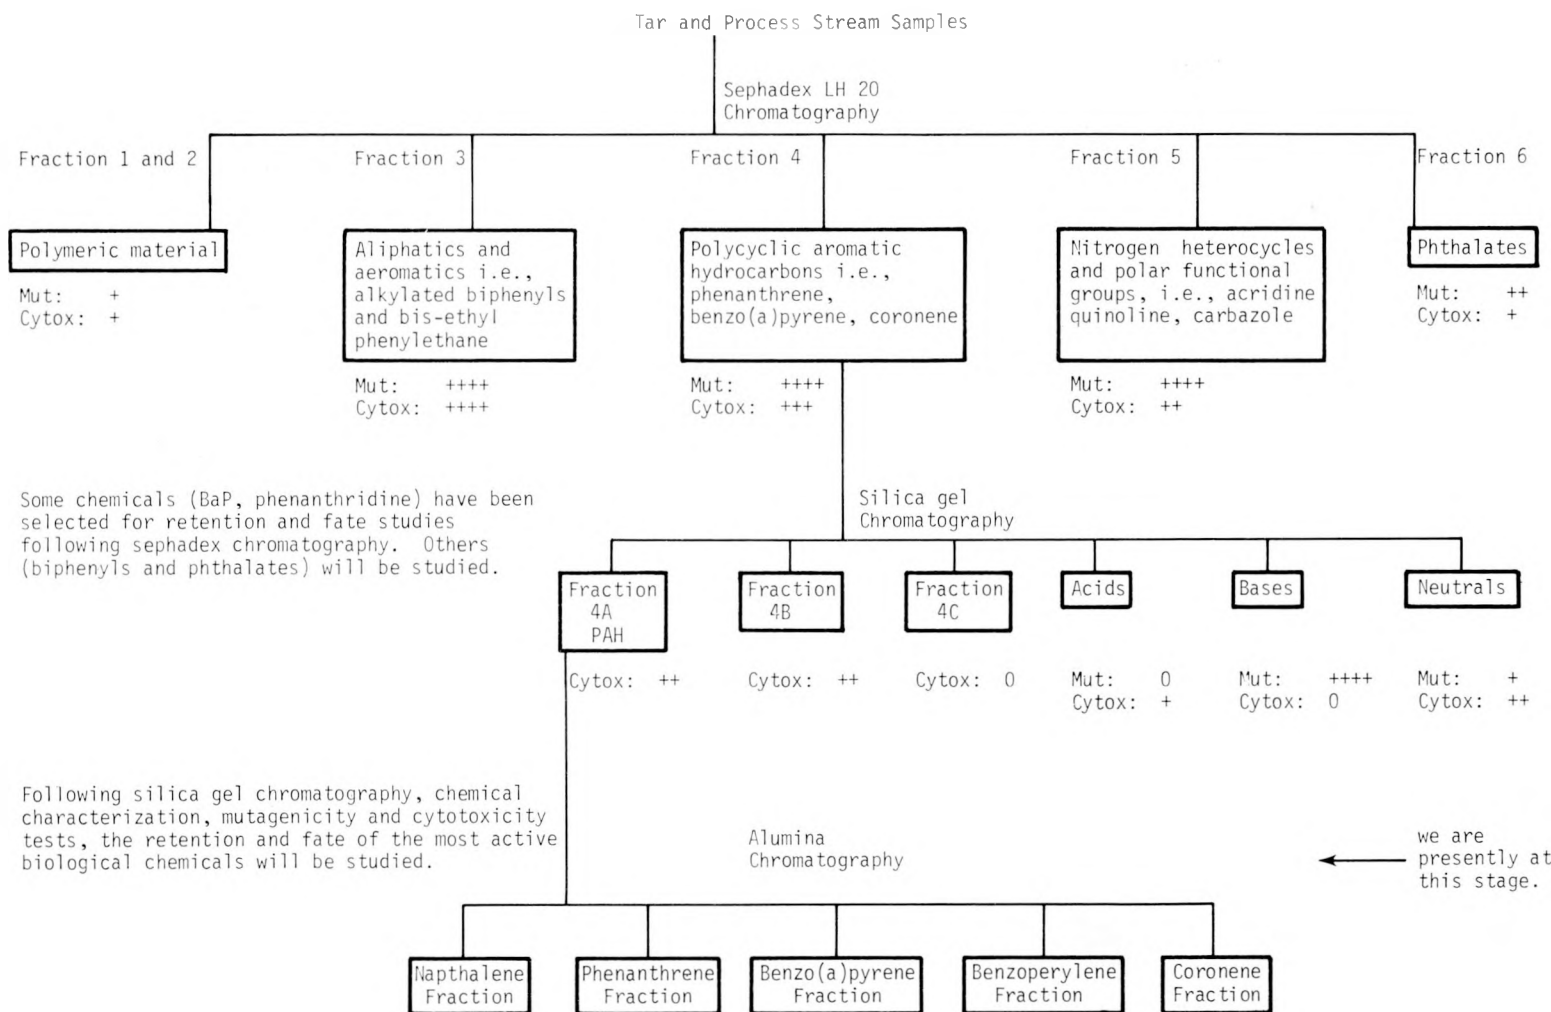 Tar and Process Stream Samples
Sephadex LH 20
Chromatography
Fraction 1 and 2
Fraction 3
Fraction 4
Fraction 5
Fraction 6
Polymeric material
Mut: +
Cytox: +
Aliphatics and
aeromatics i.e.,
alkylated biphenyls
and bis-ethyl
phenylethane
Mut: ++++
Cytox: ++++
Polycyclic aromatic
hydrocarbons i.e.,
phenanthrene,
benzo(a)pyrene, coronene
Mut: ++++
Cytox: +++
Nitrogen heterocycles
and polar functional
groups, i.e., acridine
quinoline, carbazole
Mut: ++++
Cytox: ++
Phthalates
Mut: ++
Cytox: +
Some chemicals (BaP, phenanthridine) have been
selected for retention and fate studies
following sephadex chromatography. Others
(biphenyls and phthalates) will be studied.
Silica gel
Chromatography
Fraction
4A
PAH
Cytox: ++
Fraction
4B
Cytox: ++
Fraction
4C
Cytox: 0
Acids
Mut: 0
Cytox: +
Bases
Mut: ++++
Cytox: 0
Neutrals
Mut: +
Cytox: ++
Following silica gel chromatography, chemical
characterization, mutagenicity and cytotoxicity
tests, the retention and fate of the most active
biological chemicals will be studied.
Alumina
Chromatography
we are
presently at
this stage.
Napthalene
Fraction
Phenanthrene
Fraction
Benzo(a)pyrene
Fraction
Benzoperylene
Fraction
Coronene
Fraction